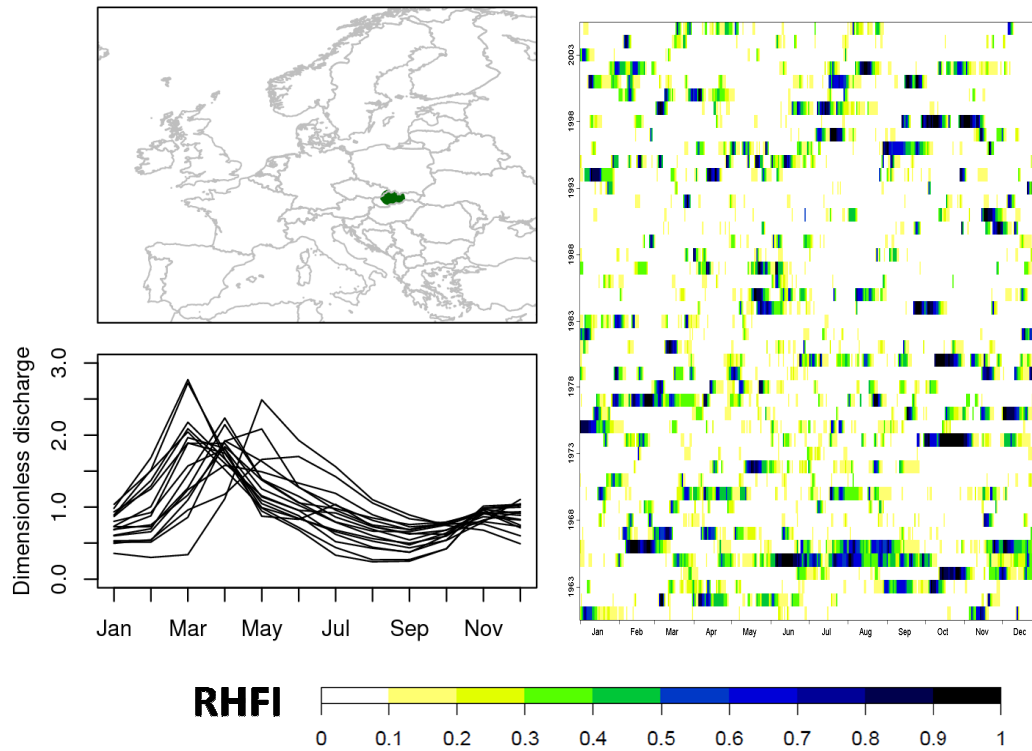 Dimensionless discharge
3.0
2.0
1.0
0.0
Jan Mar May Jul Sep Nov
2003
1998
1993
1988
1983
1978
1973
1968
1963
Jan Feb Mar Apr May Jun Jul Aug Sep Oct Nov Dec
RHFI
0 0.1 0.2 0.3 0.4 0.5 0.6 0.7 0.8 0.9 1